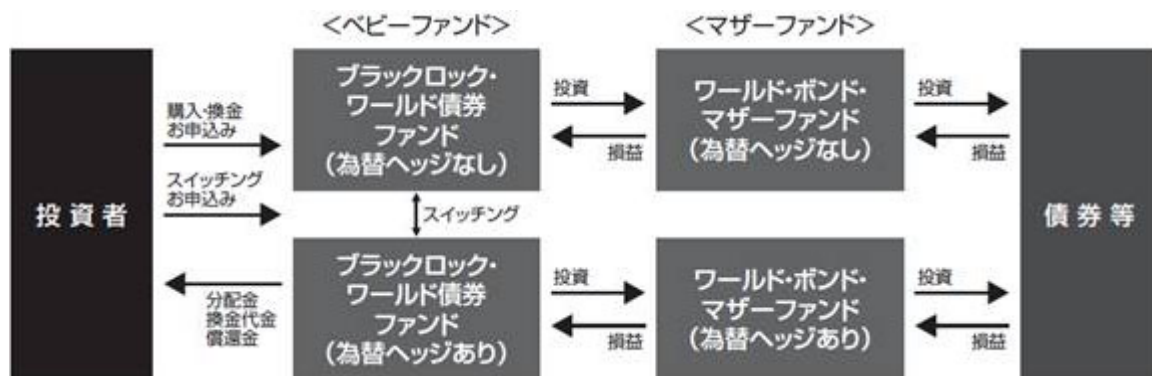 <ベビーファンド>
<マザーファンド>
投資者
購入・換金
お申込み
スイッチング
お申込み
分配金
換金代金
償還金
ブラックロック・
ワールド債券
ファンド
(為替ヘッジなし)
スイッチング
ブラックロック・
ワールド債券
ファンド
(為替ヘッジあり)
投資
損益
投資
損益
ワールド・ボンド・
マザーファンド
(為替ヘッジなし)
ワールド・ボンド・
マザーファンド
(為替ヘッジあり)
投資
損益
投資
損益
債券等